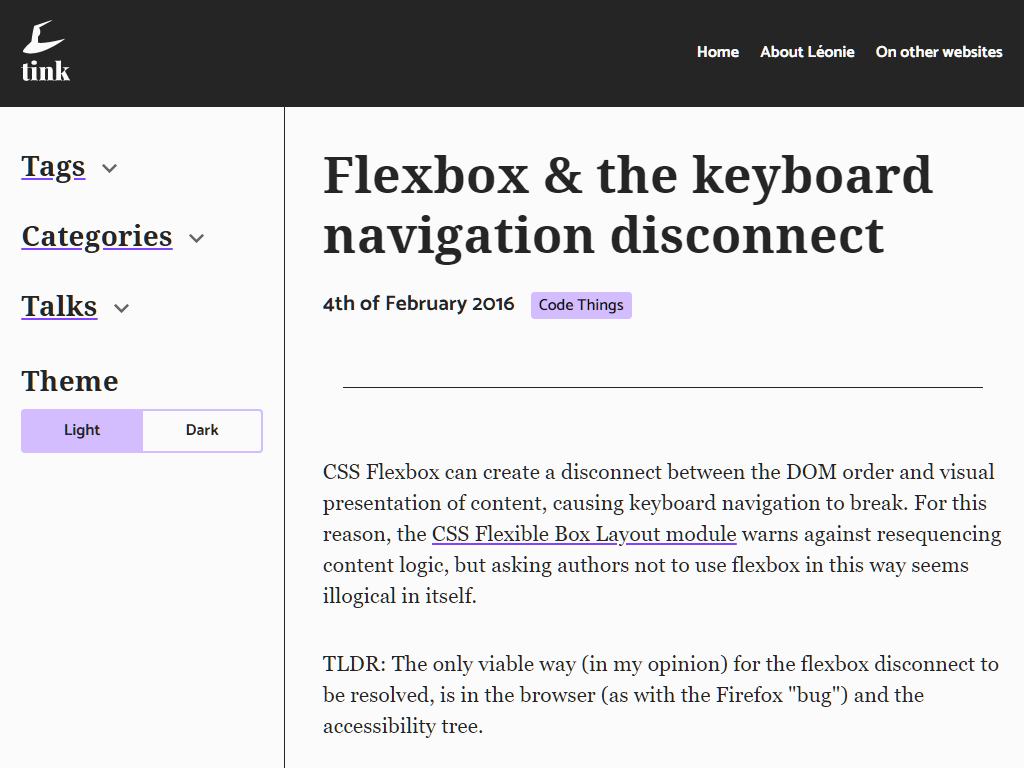 tink
Home
About Léonie
On other websites
Tags
Categories
Talks
Theme
Light
Dark
Flexbox & the keyboard
navigation disconnect
4th of February 2016
Code Things
CSS Flexbox can create a disconnect between the DOM order and visual
presentation of content, causing keyboard navigation to break. For this
reason, the CSS Flexible Box Layout module warns against resequencing
content logic, but asking authors not to use flexbox in this way seems
illogical in itself.
TLDR: The only viable way (in my opinion) for the flexbox disconnect to
be resolved, is in the browser (as with the Firefox "bug") and the
accessibility tree.